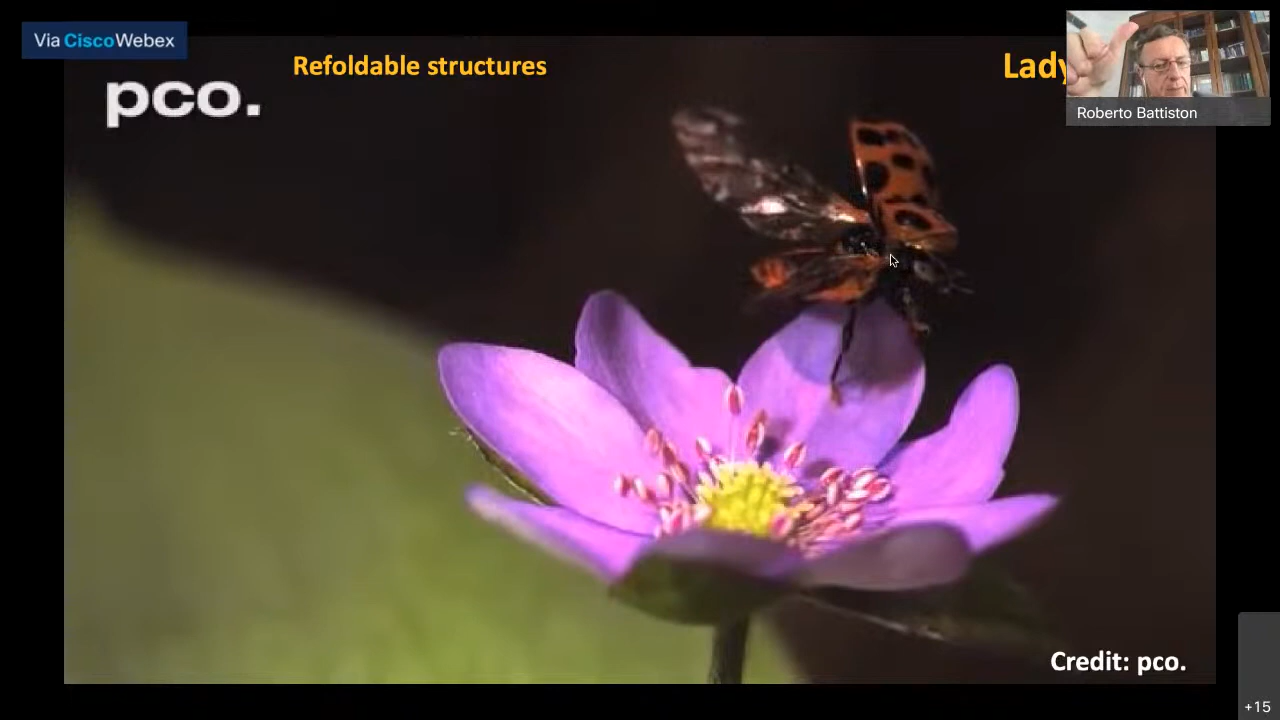 Via CiscoWebex
Refoldable structures
Lady
pco.
Roberto Battiston
Credit: pco.
+15